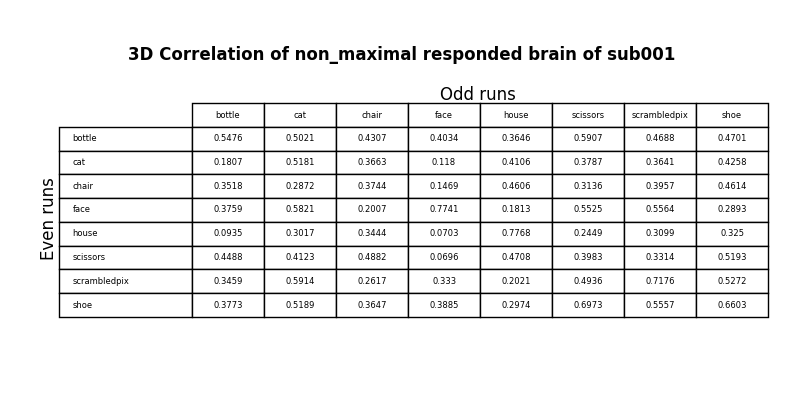 3D Correlation of non_maximal responded brain of sub001
Odd runs
bottle cat chair face house scissors scrambledpix shoe
Even runs
bottle 0.5476 0.5021 0.4307 0.4034 0.3646 0.5907 0.4688 0.4701
cat 0.1807 0.5181 0.3663 0.118 0.4106 0.3787 0.3641 0.4258
chair 0.3518 0.2872 0.3744 0.1469 0.4606 0.3136 0.3957 0.4614
face 0.3759 0.5821 0.2007 0.7741 0.1813 0.5525 0.5564 0.2893
house 0.0935 0.3017 0.3444 0.0703 0.7768 0.2449 0.3099 0.325
scissors 0.4488 0.4123 0.4882 0.0696 0.4708 0.3983 0.3314 0.5193
scrambledpix 0.3459 0.5914 0.2617 0.333 0.2021 0.4936 0.7176 0.5272
shoe 0.3773 0.5189 0.3647 0.3885 0.2974 0.6973 0.5557 0.6603